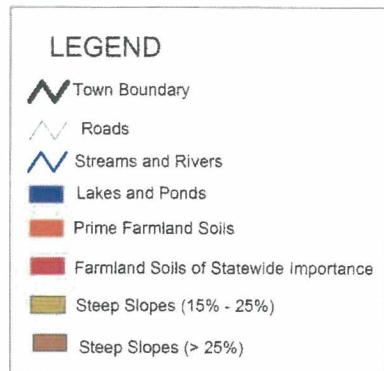 LEGEND
Town Boundary
Roads
Streams and Rivers
Lakes and Ponds
Prime Farmland Soils
Farmland Soils of Statewide Importance
Steep Slopes (15% - 25%)
Steep Slopes (> 25%)